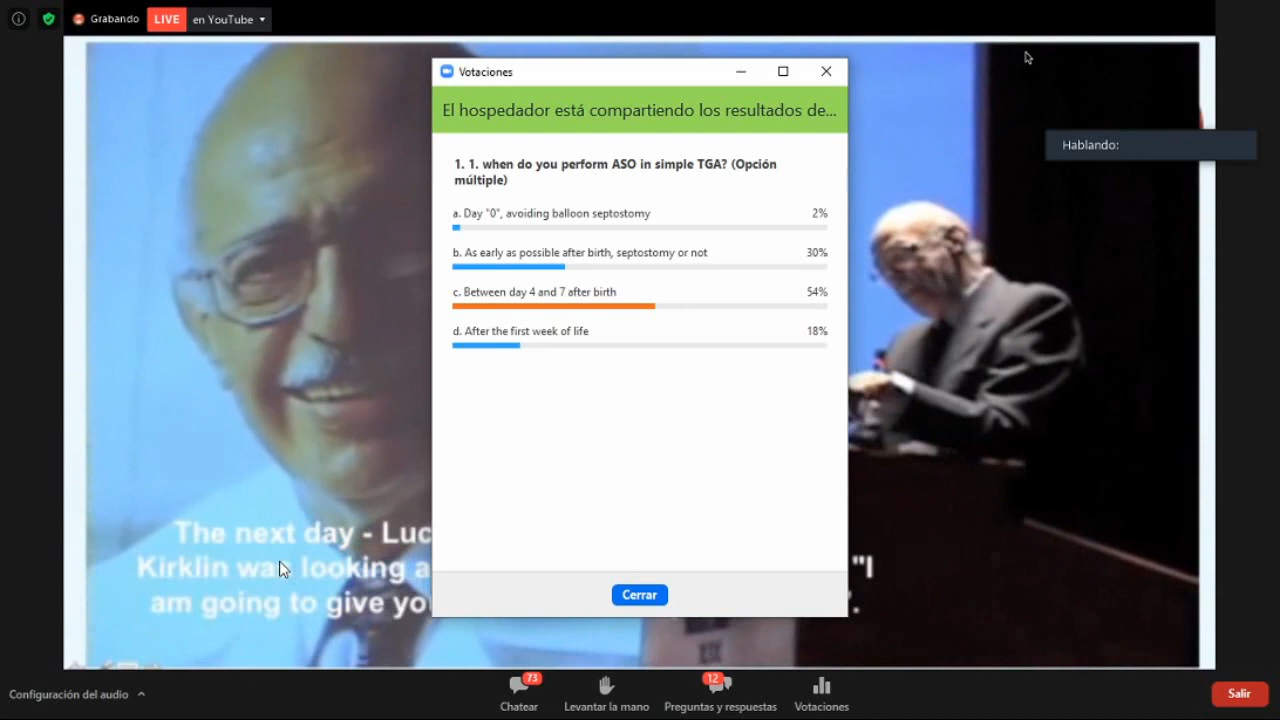 Grabando
LIVE en YouTube
Votaciones
El hospedador está compartiendo los resultados de...
Hablando:
1. 1. when do you perform ASO in simple TGA? (Opción
múltiple)
a. Day "0", avoiding balloon septostomy 2%
b. As early as possible after birth, septostomy or not 30%
c. Between day 4 and 7 after birth 54%
d. After the first week of life 18%
The next day - Luc
Kirklin was looking a "I
am going to give yo
Cerrar
Configuración del audio
73
Chatear
Levantar la mano
12
Preguntas y respuestas
Votaciones
Salir